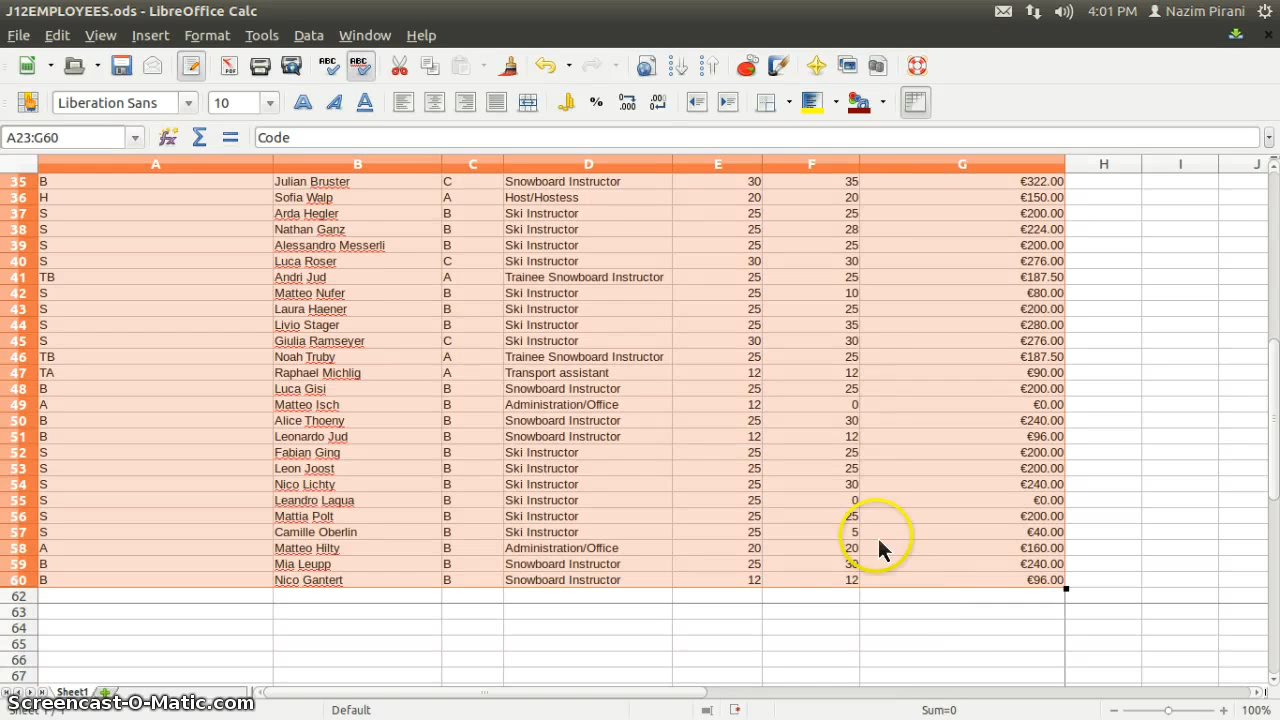 J12EMPLOYEES.ods - LibreOffice Calc 4:01 PM Nazim Pirani
File Edit View Insert Format Tools Data Window Help
Liberation Sans 10
A23:G60 Code
A B C D E F G H I J
35 B Julian Bruster C Snowboard Instructor 30 35 €322.00
36 H Sofia Walp A Host/Hostess 20 20 €150.00
37 S Arda Hegler B Ski Instructor 25 25 €200.00
38 S Nathan Ganz B Ski Instructor 25 28 €224.00
39 S Alessandro Messerli B Ski Instructor 25 25 €200.00
40 S Luca Roser C Ski Instructor 30 30 €276.00
41 TB Andri Jud A Trainee Snowboard Instructor 25 25 €187.50
42 S Matteo Nufer B Ski Instructor 25 10 €80.00
43 S Laura Haener B Ski Instructor 25 25 €200.00
44 S Livio Stager B Ski Instructor 25 35 €280.00
45 S Giulia Ramseyer C Ski Instructor 30 30 €276.00
46 TB Noah Truby A Trainee Snowboard Instructor 25 25 €187.50
47 TA Raphael Michlig A Transport assistant 12 12 €90.00
48 B Luca Gisi B Snowboard Instructor 25 25 €200.00
49 A Matteo Isch B Administration/Office 12 0 €0.00
50 B Alice Thoeny B Snowboard Instructor 25 30 €240.00
51 B Leonardo Jud B Snowboard Instructor 12 12 €96.00
52 S Fabian Ging B Ski Instructor 25 25 €200.00
53 S Leon Joost B Ski Instructor 25 25 €200.00
54 S Nico Lichty B Ski Instructor 25 30 €240.00
55 S Leandro Laqua B Ski Instructor 25 0 €0.00
56 S Mattia Polt B Ski Instructor 25 25 €200.00
57 S Camille Oberlin B Ski Instructor 25 5 €40.00
58 A Matteo Hilty B Administration/Office 20 20 €160.00
59 B Mia Leupp B Snowboard Instructor 25 30 €240.00
60 B Nico Gantert B Snowboard Instructor 12 12 €96.00
62
63
64
65
66
67
Sheet1
Screencast-O-Matic.com Default Sum=0 100%